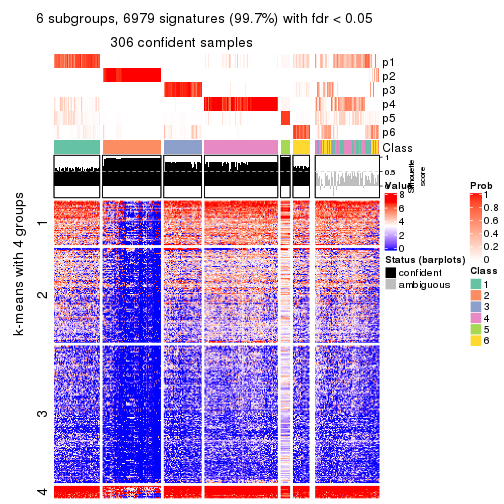 6 subgroups, 6979 signatures (99.7%) with fdr < 0.05
306 confident samples
p1
p2
p3
p4
p5
p6
Class
1
0.5
0
Silhouette
score
k-means with 4 groups
1
2
3
4
Value
8
6
4
2
0
Status (barplots)
confident
ambiguous
Prob
1
0.8
0.6
0.4
0.2
0
Class
1
2
3
4
5
6